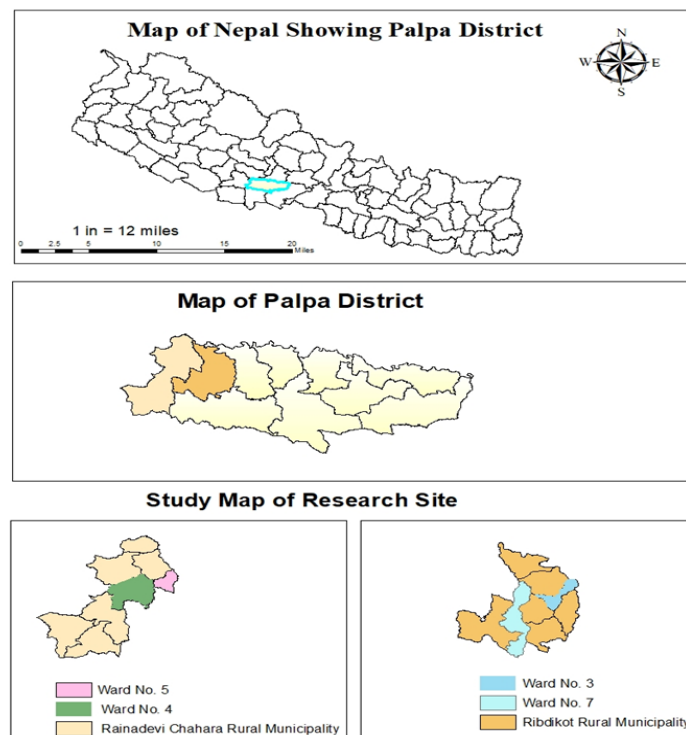 Map of Nepal Showing Palpa District
N
W E
S
1 in = 12 miles
0 2.5 5 10 15 20
Miles
Map of Palpa District
Study Map of Research Site
Ward No. 5
Ward No. 4
Rainadevi Chahara Rural Municipality
Ward No. 3
Ward No. 7
Ribdikot Rural Municipality